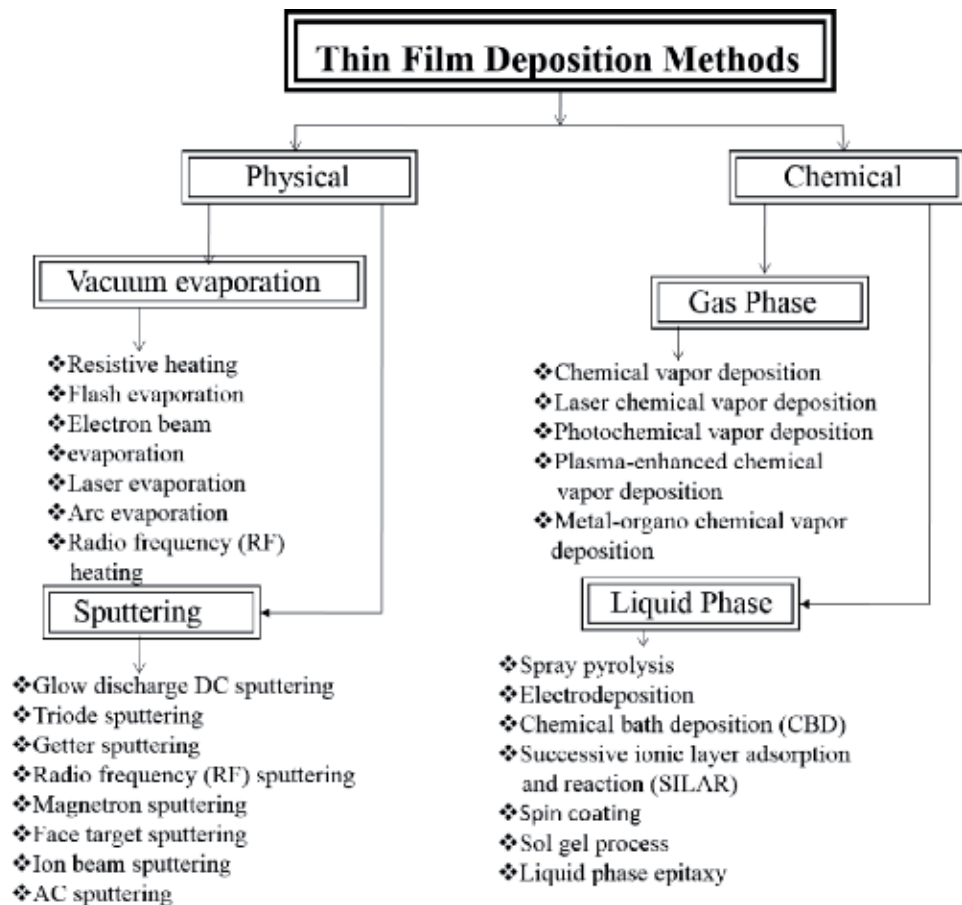 Thin Film Deposition Methods
Physical
Chemical
Vacuum evaporation
❖Resistive heating
❖Flash evaporation
❖Electron beam
❖evaporation
❖Laser evaporation
❖Arc evaporation
❖Radio frequency (RF)
heating
Gas Phase
❖Chemical vapor deposition
❖Laser chemical vapor deposition
❖Photochemical vapor deposition
❖Plasma-enhanced chemical
vapor deposition
❖Metal-organo chemical vapor
deposition
Sputtering
❖Glow discharge DC sputtering
❖Triode sputtering
❖Getter sputtering
❖Radio frequency (RF) sputtering
❖Magnetron sputtering
❖Face target sputtering
❖Ion beam sputtering
❖AC sputtering
Liquid Phase
❖Spray pyrolysis
❖Electrodeposition
❖Chemical bath deposition (CBD)
❖Successive ionic layer adsorption
and reaction (SILAR)
❖Spin coating
❖Sol gel process
❖Liquid phase epitaxy